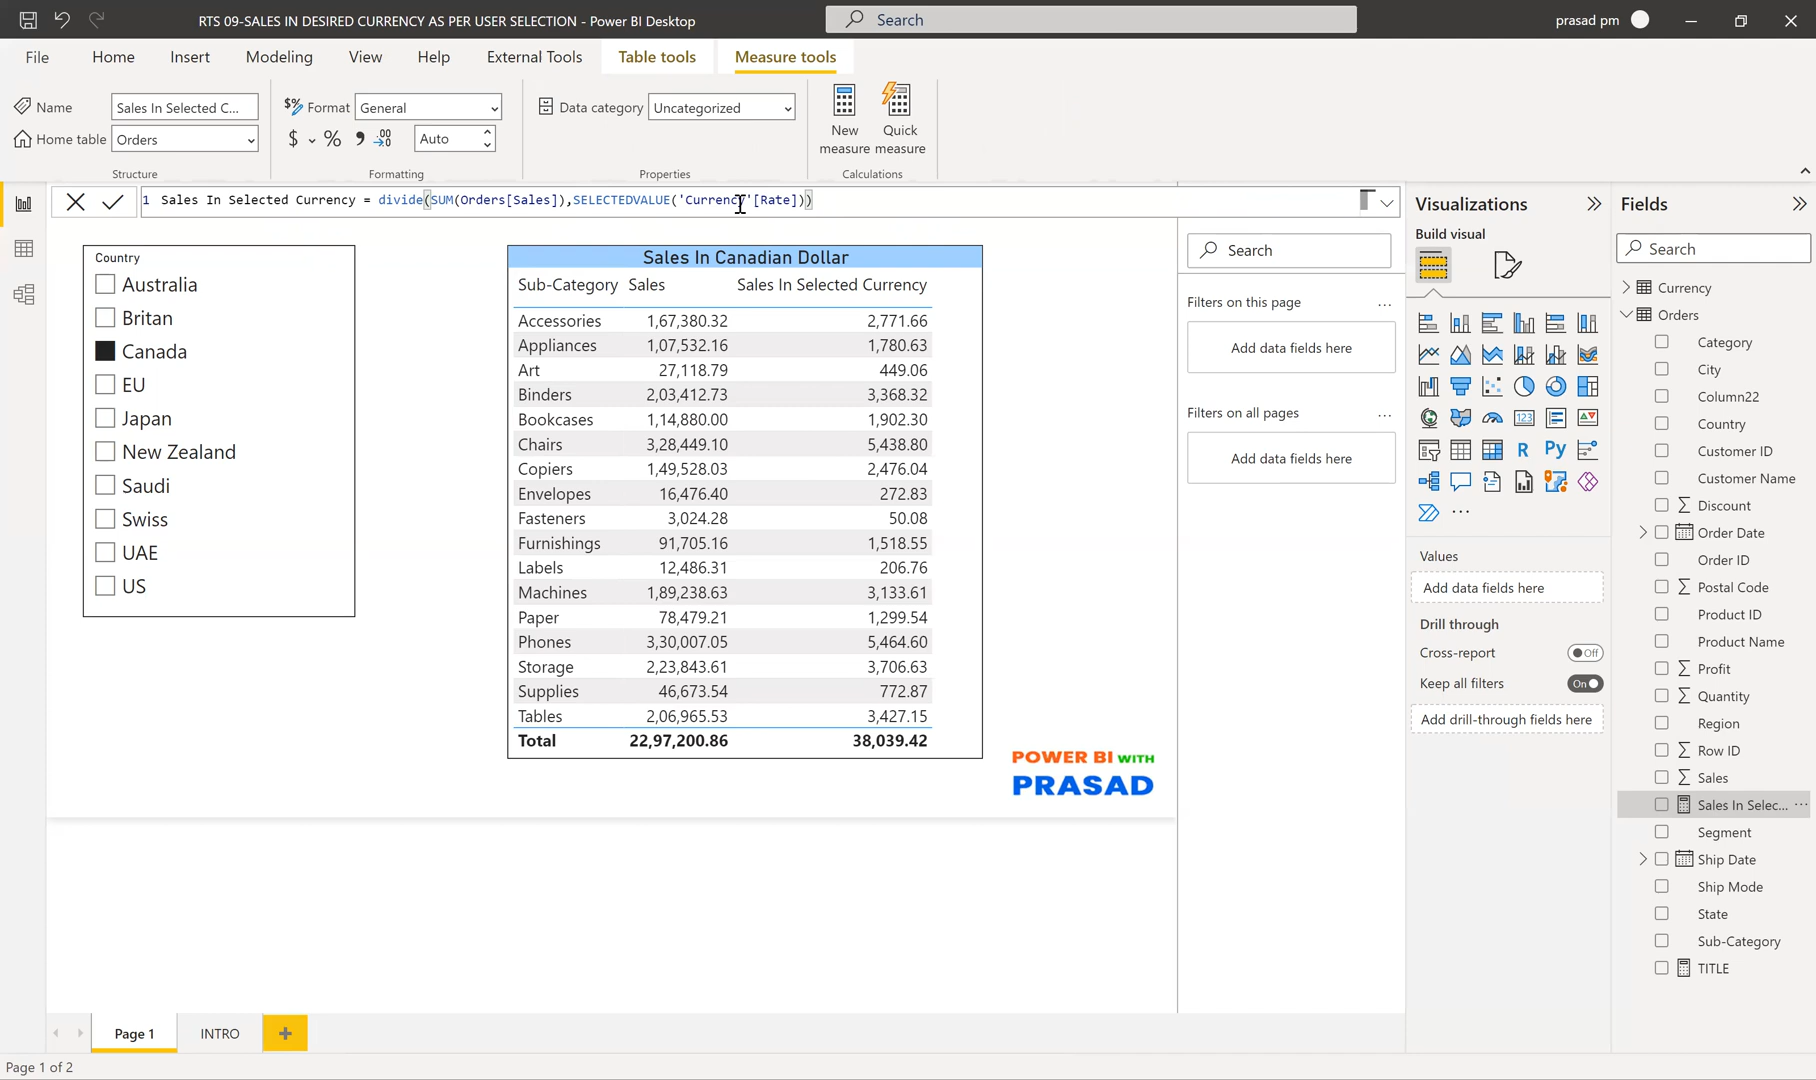 RTS 09-SALES IN DESIRED CURRENCY AS PER USER SELECTION - Power BI Desktop
Search
prasad pm
File Home Insert Modeling View Help External Tools Table tools Measure tools
Name Sales In Selected C...
Home table Orders
Structure
Format General
$ % , .00 Auto
Formatting
Data category Uncategorized
Properties
New measure
Quick measure
Calculations
1 Sales In Selected Currency = divide(SUM(Orders[Sales]),SELECTEDVALUE('Currency'[Rate]))
Country
Australia
Britan
Canada
EU
Japan
New Zealand
Saudi
Swiss
UAE
US
Sales In Canadian Dollar
Sub-Category Sales Sales In Selected Currency
Accessories 1,67,380.32 2,771.66
Appliances 1,07,532.16 1,780.63
Art 27,118.79 449.06
Binders 2,03,412.73 3,368.32
Bookcases 1,14,880.00 1,902.30
Chairs 3,28,449.10 5,438.80
Copiers 1,49,528.03 2,476.04
Envelopes 16,476.40 272.83
Fasteners 3,024.28 50.08
Furnishings 91,705.16 1,518.55
Labels 12,486.31 206.76
Machines 1,89,238.63 3,133.61
Paper 78,479.21 1,299.54
Phones 3,30,007.05 5,464.60
Storage 2,23,843.61 3,706.63
Supplies 46,673.54 772.87
Tables 2,06,965.53 3,427.15
Total 22,97,200.86 38,039.42
POWER BI WITH
PRASAD
Search
Filters on this page ...
Add data fields here
Filters on all pages ...
Add data fields here
Visualizations
Build visual
123
R Py
...
Values
Add data fields here
Drill through
Cross-report Off
Keep all filters On
Add drill-through fields here
Fields
Search
Currency
Orders
Category
City
Column22
Country
Customer ID
Customer Name
Discount
Order Date
Order ID
Postal Code
Product ID
Product Name
Profit
Quantity
Region
Row ID
Sales
Sales In Selec... ...
Segment
Ship Date
Ship Mode
State
Sub-Category
TITLE
Page 1 INTRO +
Page 1 of 2